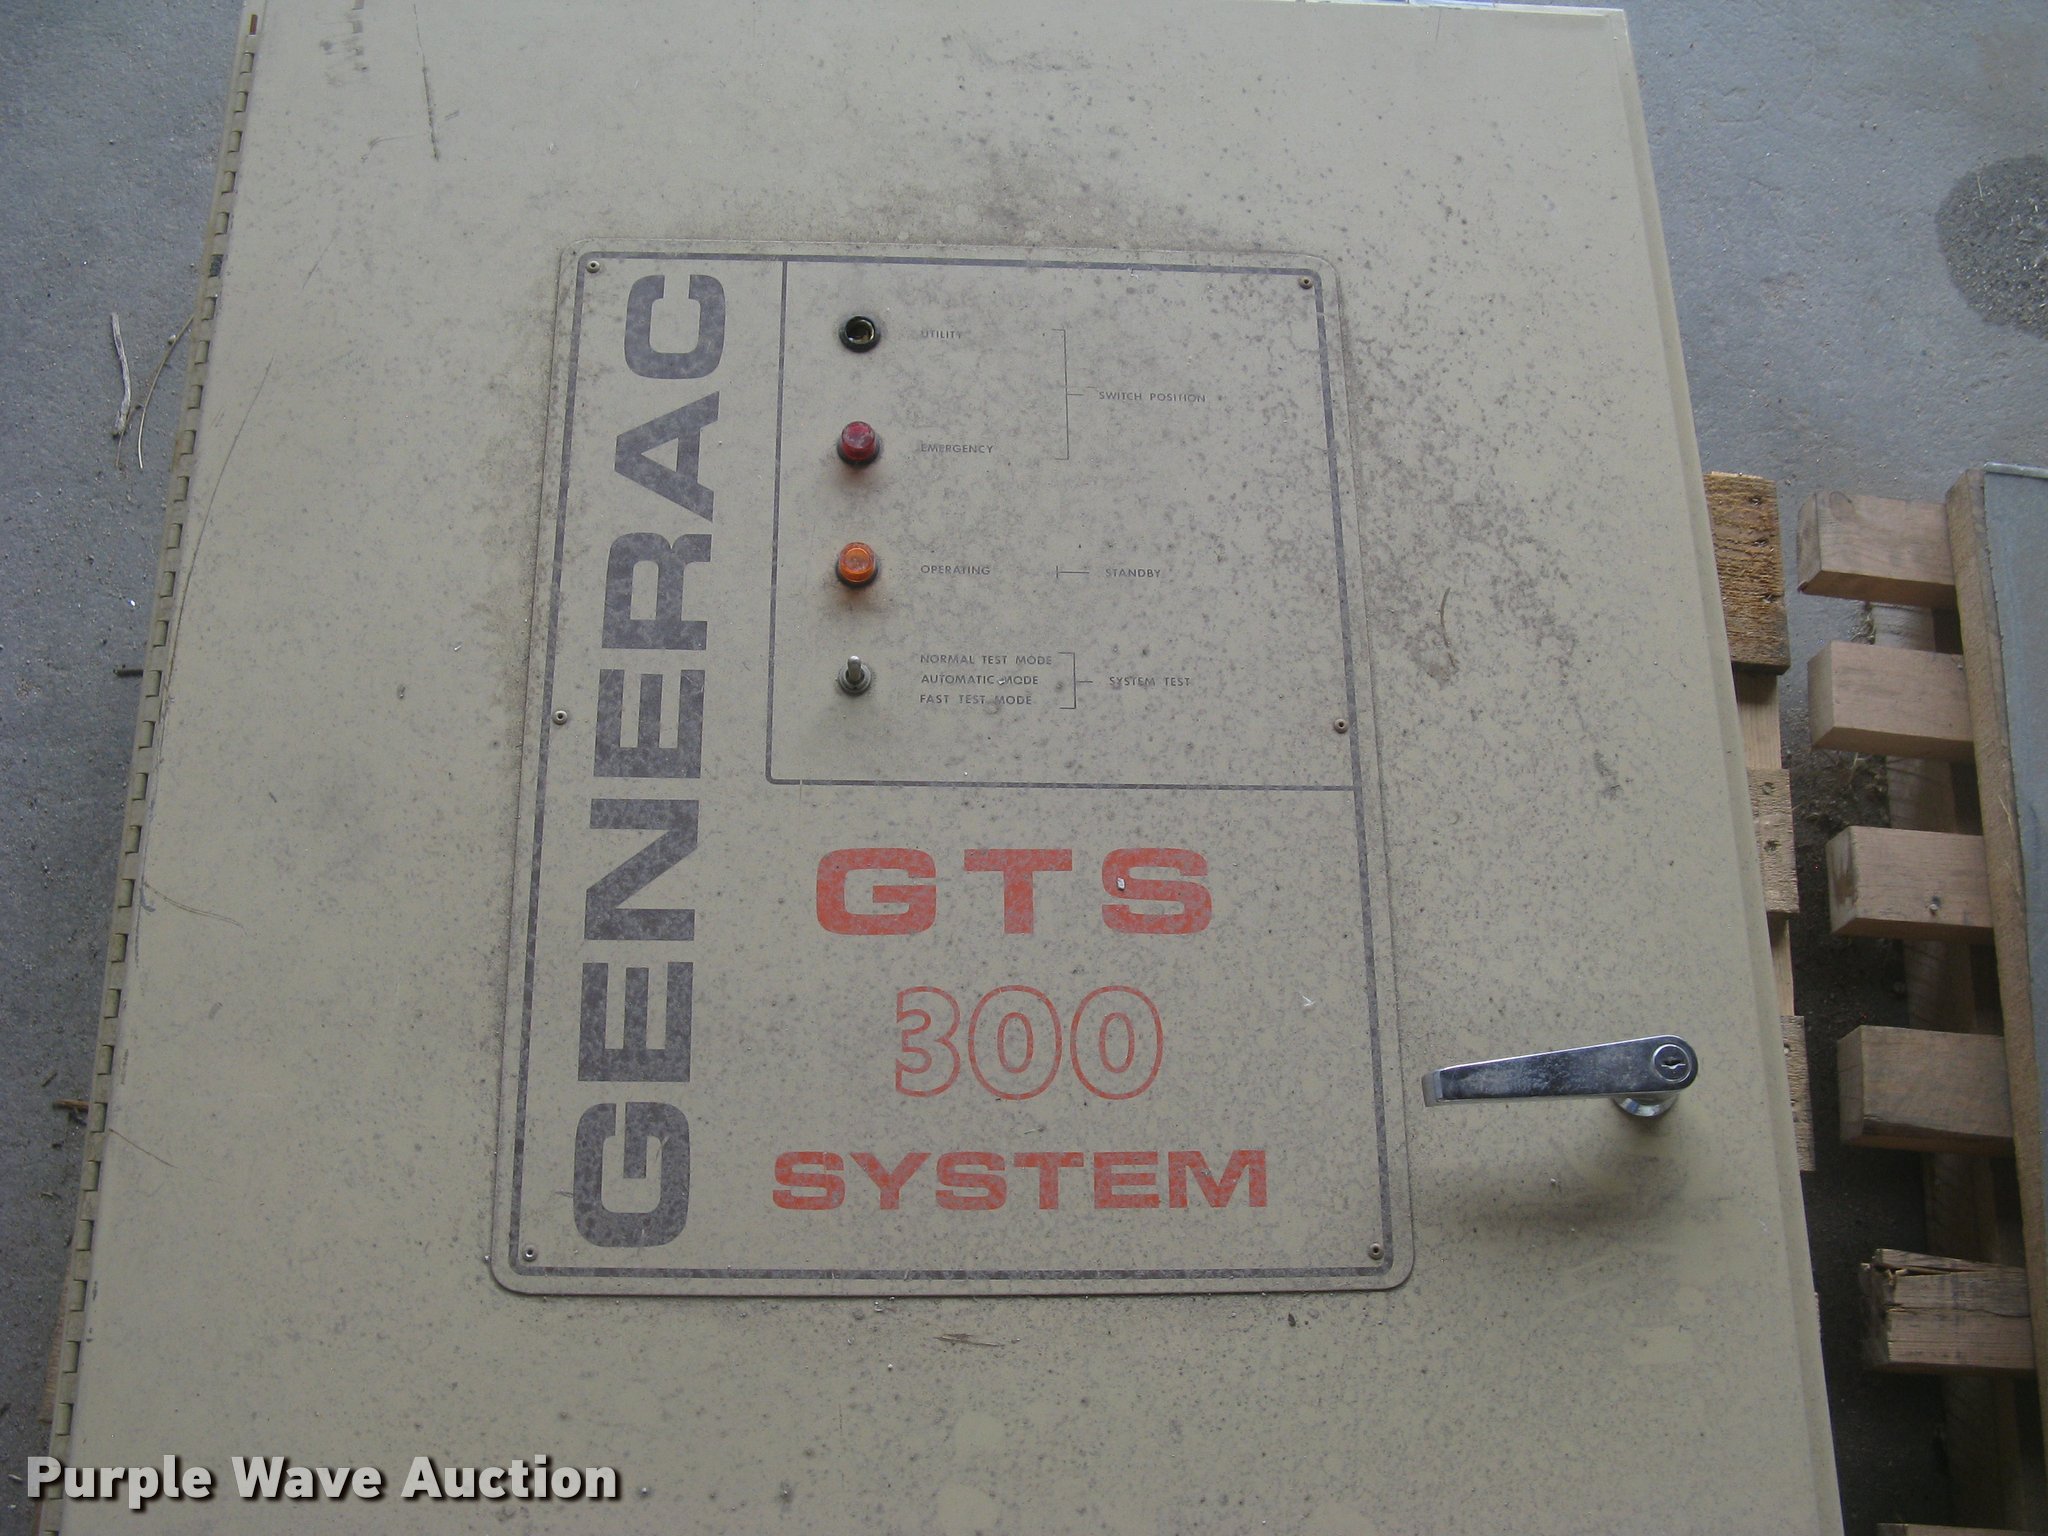 GENERAC
UTILITY
SWITCH POSITION
EMERGENCY
OPERATING
STANDBY
NORMAL TEST MODE
AUTOMATIC MODE
SYSTEM TEST
FAST TEST MODE
GTS
300
SYSTEM
Purple Wave Auction